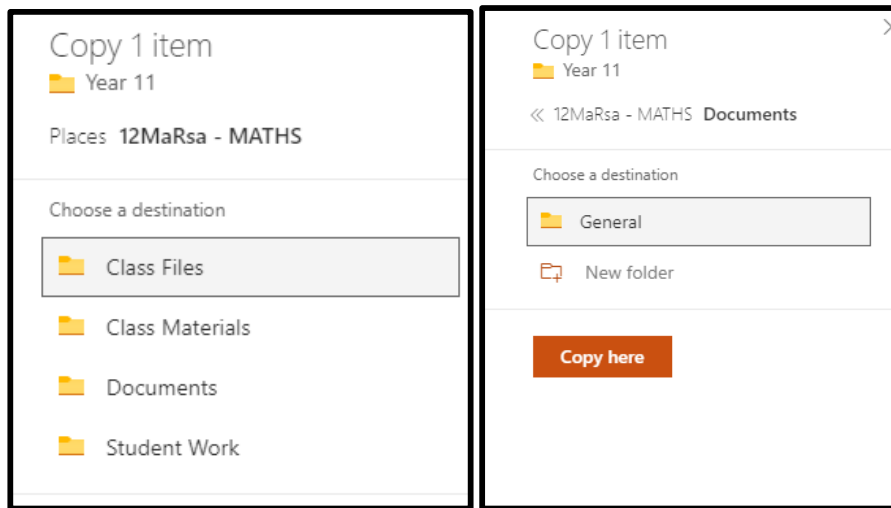 Copy 1 item
Year 11
Places 12MaRsa - MATHS
Choose a destination
Class Files
Class Materials
Documents
Student Work
Copy 1 item
Year 11
12MaRsa - MATHS Documents
Choose a destination
General
New folder
Copy here